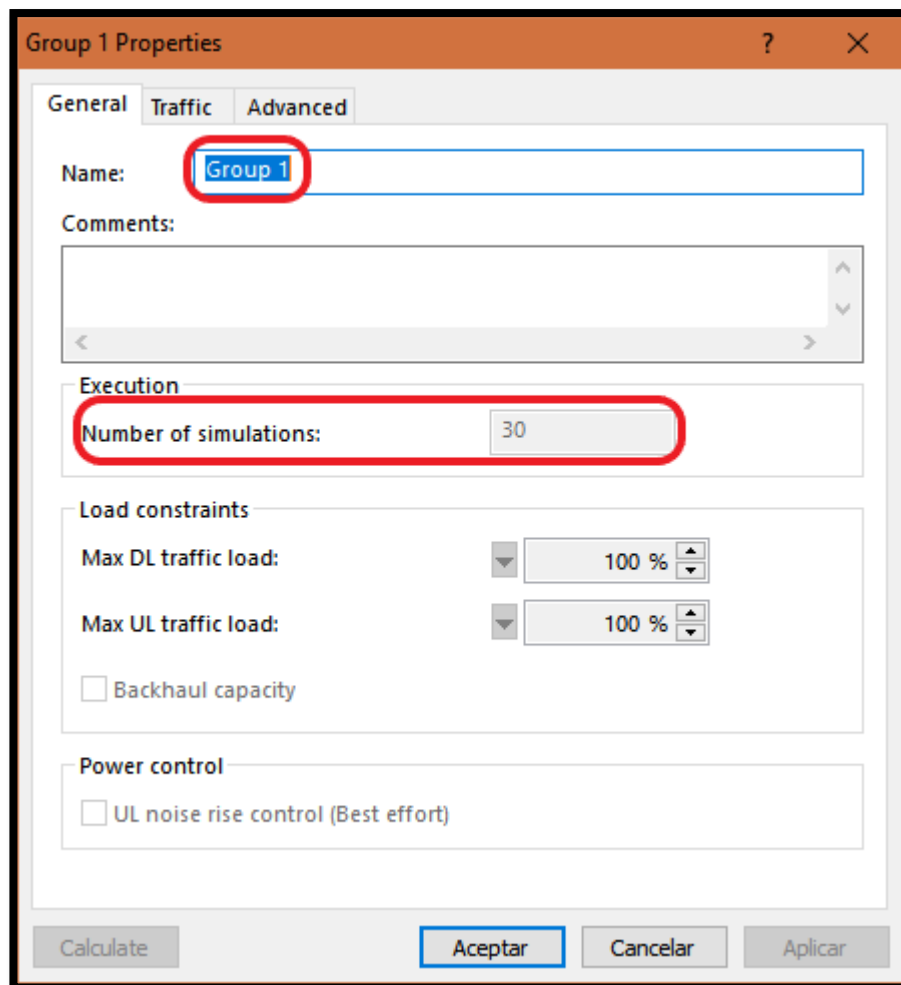 Group 1 Properties ?
General Traffic Advanced
Name: Group 1
Comments:
Execution
Number of simulations: 30
Load constraints
Max DL traffic load: 100 %
Max UL traffic load: 100 %
Backhaul capacity
Power control
UL noise rise control (Best effort)
Calculate Aceptar Cancelar Aplicar